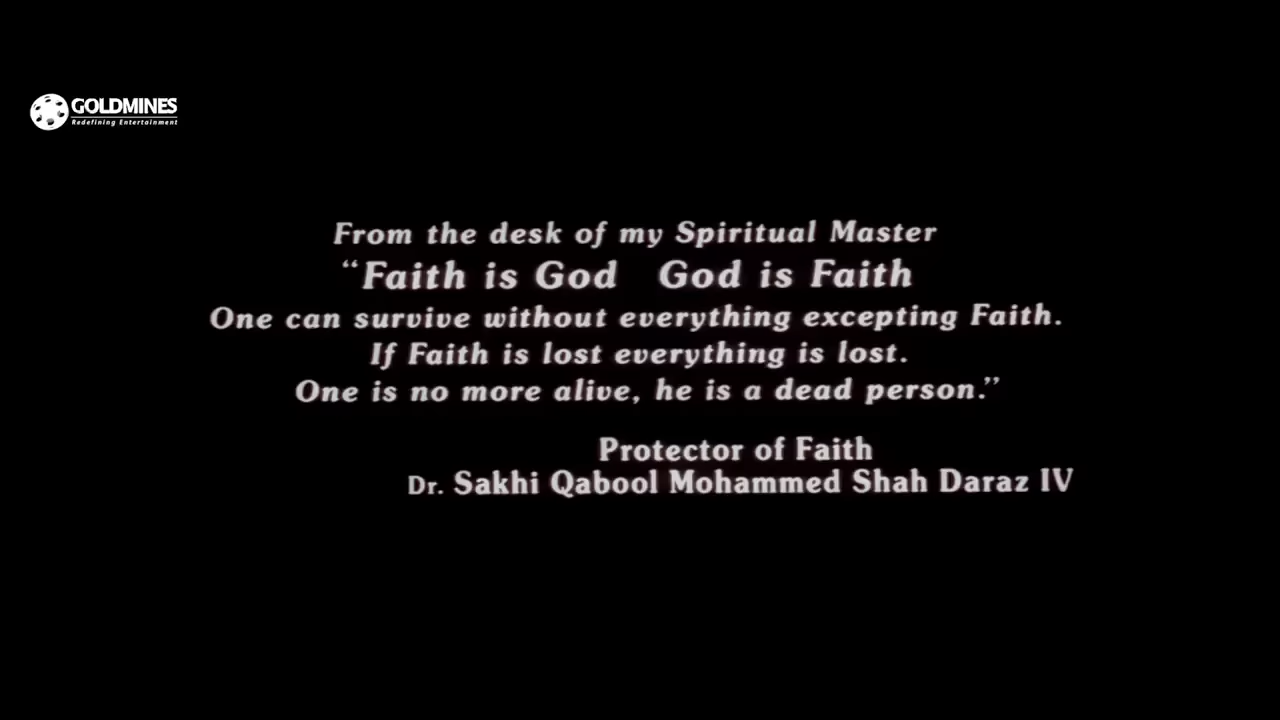 GOLDMINES
Redefining Entertainment
From the desk of my Spiritual Master
“Faith is God God is Faith
One can survive without everything excepting Faith.
If Faith is lost everything is lost.
One is no more alive, he is a dead person.”
Protector of Faith
Dr. Sakhi Qabool Mohammed Shah Daraz IV